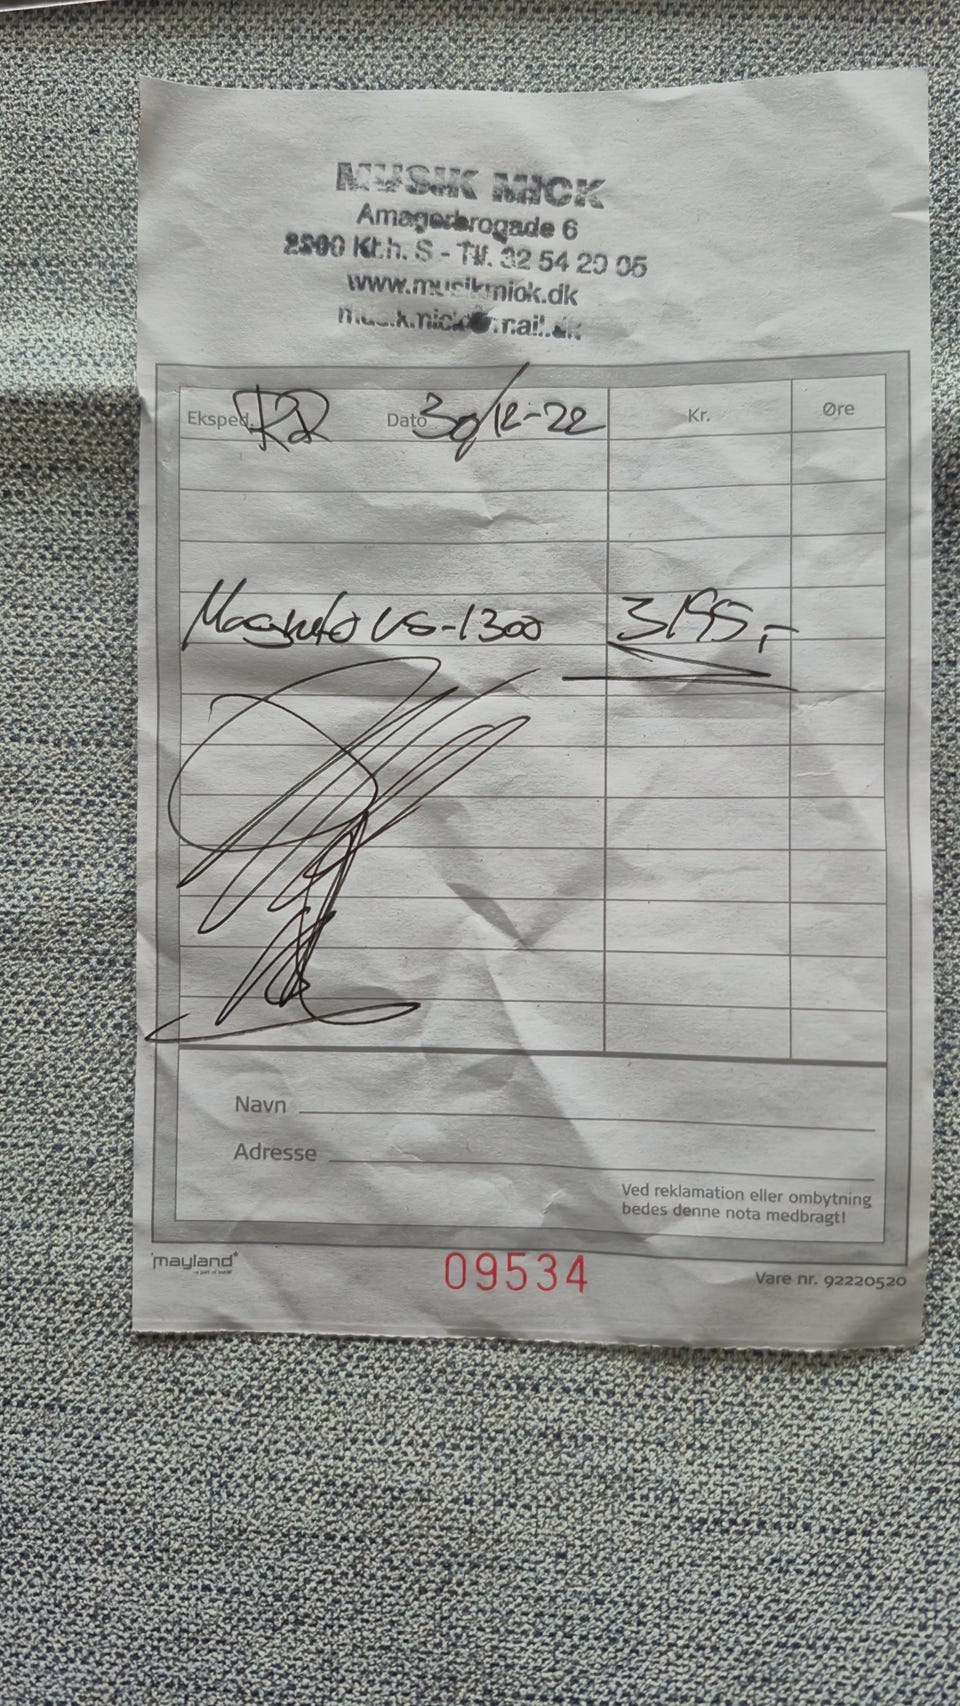 MUSIK MICK
Amagerbrogade 6
2300 Kbh. S - Tlf. 32 54 20 05
www.musikmick.dk
Eksped. Dato 30/12-22 Kr. Øre
Magneto US-1300 3195,-
Navn
Adresse
Ved reklamation eller ombytning
bedes denne nota medbragt!
mayland
09534
Vare nr. 92220520